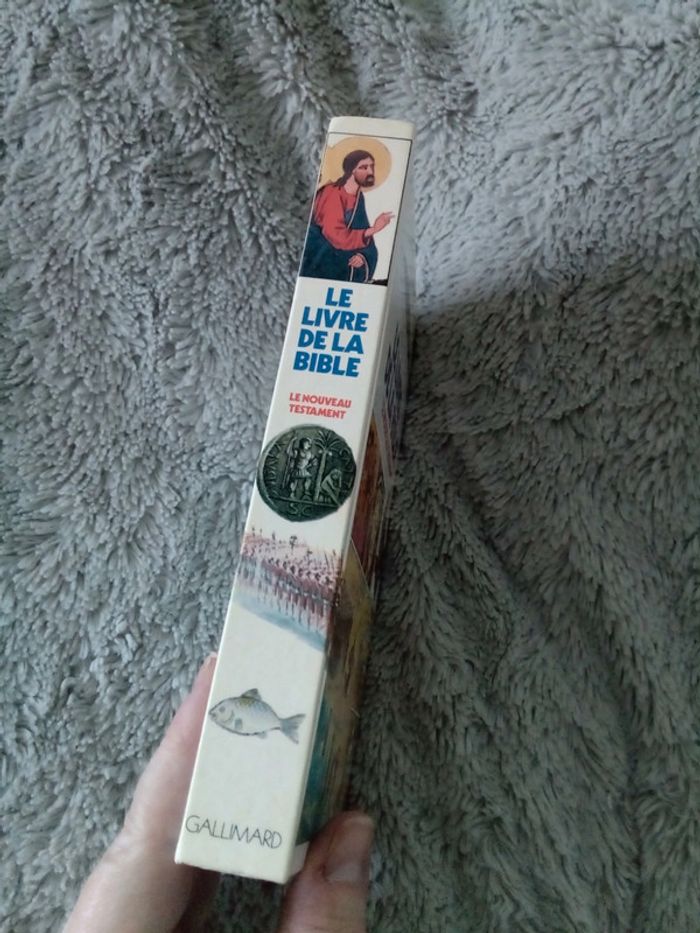 LE
LIVRE
DE LA
BIBLE
LE NOUVEAU
TESTAMENT
S C
GALLIMARD